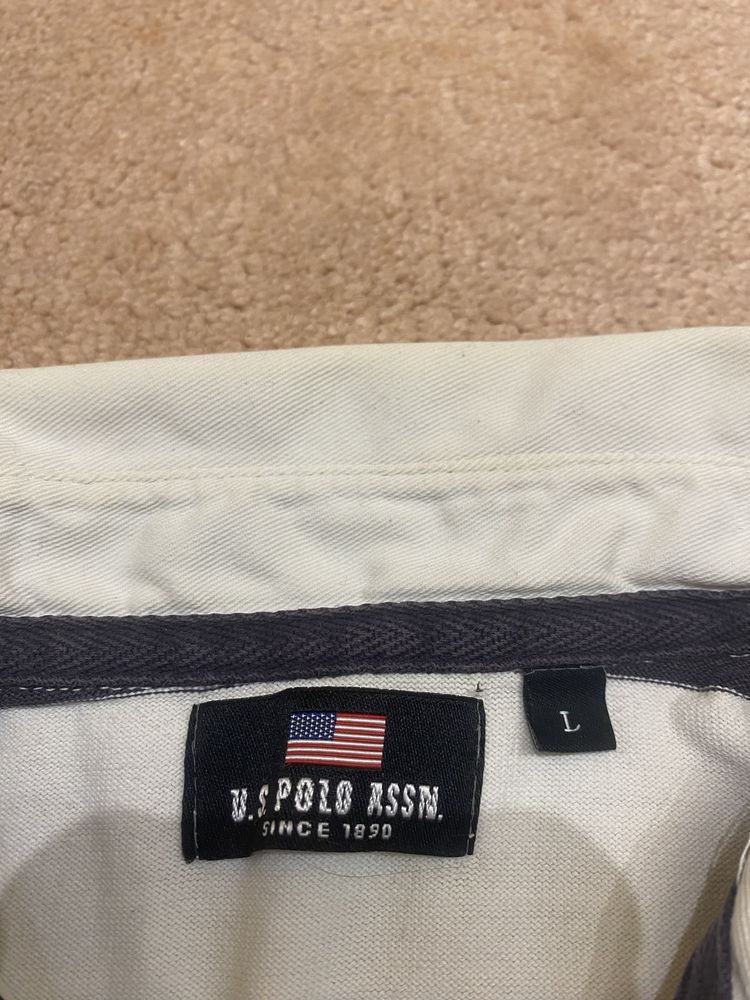 U.S. POLO ASSN.
SINCE 1890
L